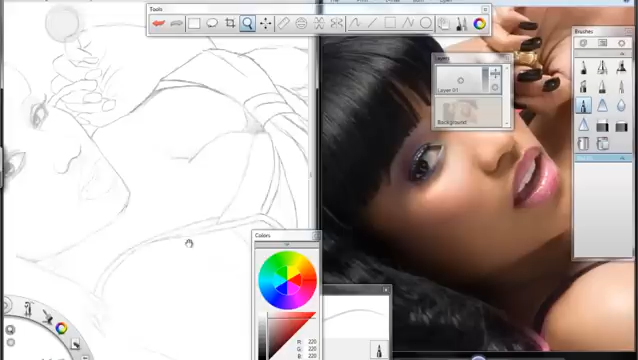 Tools
Layers
Layer 01
Background
Brushes
Colors
R: 220
G: 220
B: 220